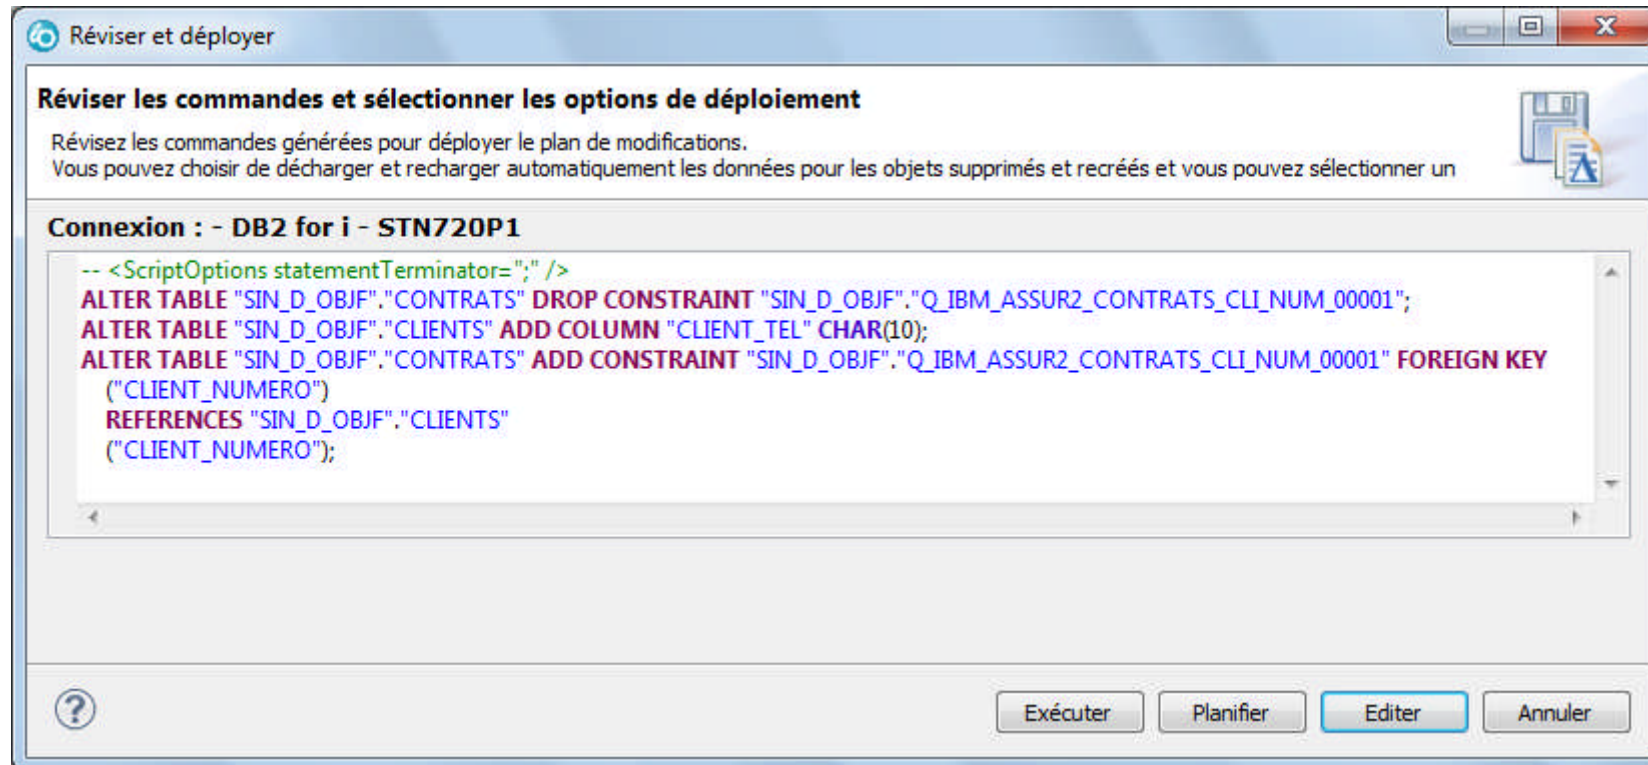 Réviser et déployer
Réviser les commandes et sélectionner les options de déploiement
Révisez les commandes générées pour déployer le plan de modifications.
Vous pouvez choisir de décharger et recharger automatiquement les données pour les objets supprimés et recréés et vous pouvez sélectionner un
Connexion : - DB2 for i - STN720P1
-- <ScriptOptions statementTerminator=";" />
ALTER TABLE "SIN_D_OBJF"."CONTRATS" DROP CONSTRAINT "SIN_D_OBJF"."Q_IBM_ASSUR2_CONTRATS_CLI_NUM_00001";
ALTER TABLE "SIN_D_OBJF"."CLIENTS" ADD COLUMN "CLIENT_TEL" CHAR(10);
ALTER TABLE "SIN_D_OBJF"."CONTRATS" ADD CONSTRAINT "SIN_D_OBJF"."Q_IBM_ASSUR2_CONTRATS_CLI_NUM_00001" FOREIGN KEY
("CLIENT_NUMERO")
REFERENCES "SIN_D_OBJF"."CLIENTS"
("CLIENT_NUMERO");
? Exécuter Planifier Editer Annuler